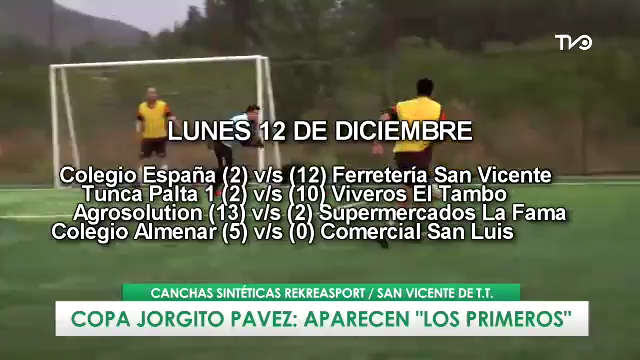 TVO
LUNES 12 DE DICIEMBRE
Colegio España (2) v/s (12) Ferretería San Vicente
Tunca Palta 1 (2) v/s (10) Viveros El Tambo
Agrosolution (13) v/s (2) Supermercados La Fama
Colegio Almenar (5) v/s (0) Comercial San Luis
CANCHAS SINTÉTICAS REKREASPORT / SAN VICENTE DE T.T.
COPA JORGITO PAVEZ: APARECEN "LOS PRIMEROS"